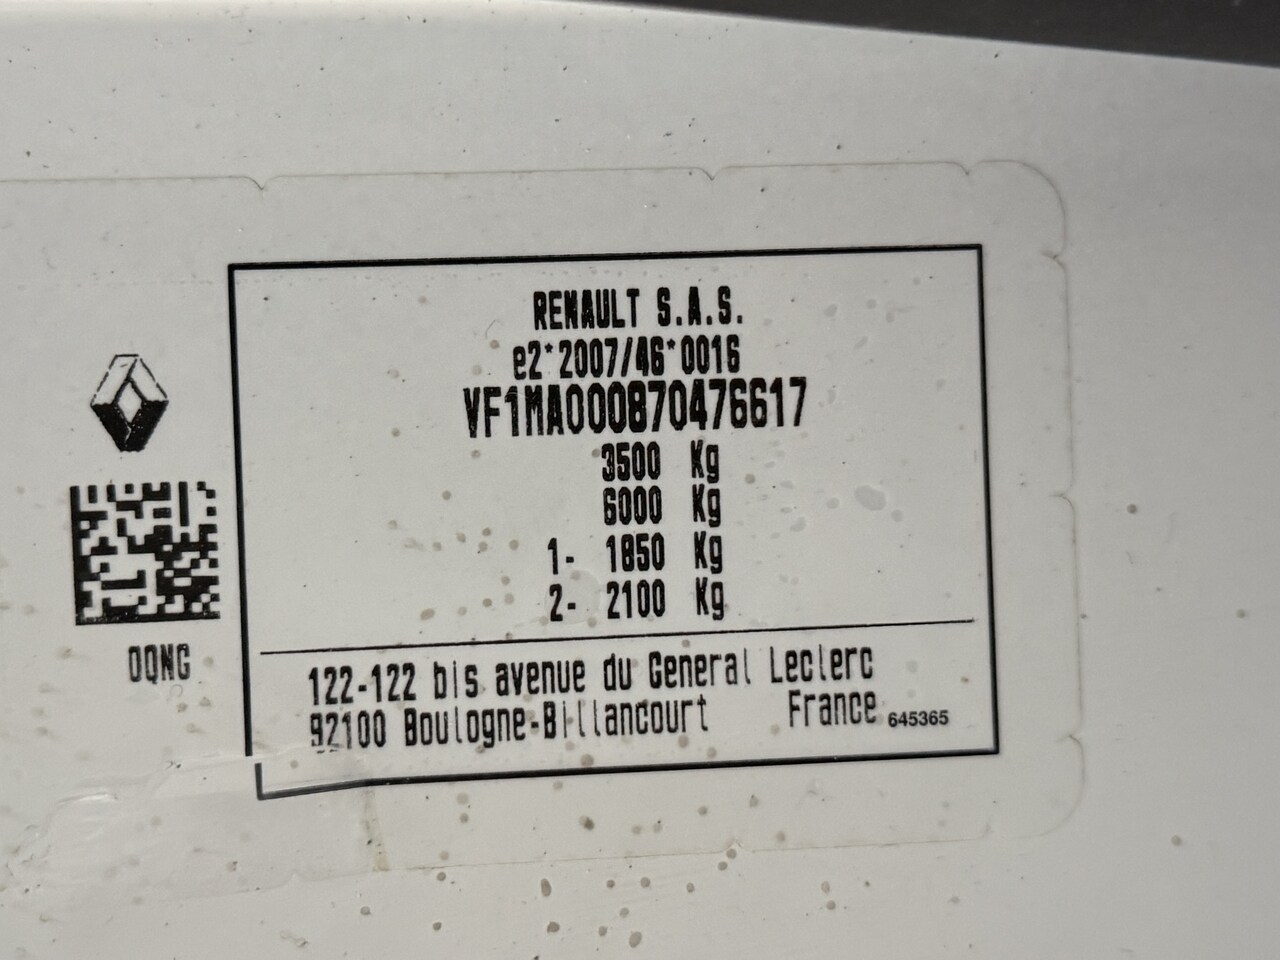 RENAULT S.A.S.
e2*2007/46*0016
VF1MA000870476617
3500 Kg
6000 Kg
1- 1850 Kg
2- 2100 Kg
0QNG
122-122 bis avenue du General Leclerc
92100 Boulogne-Billancourt France 645365